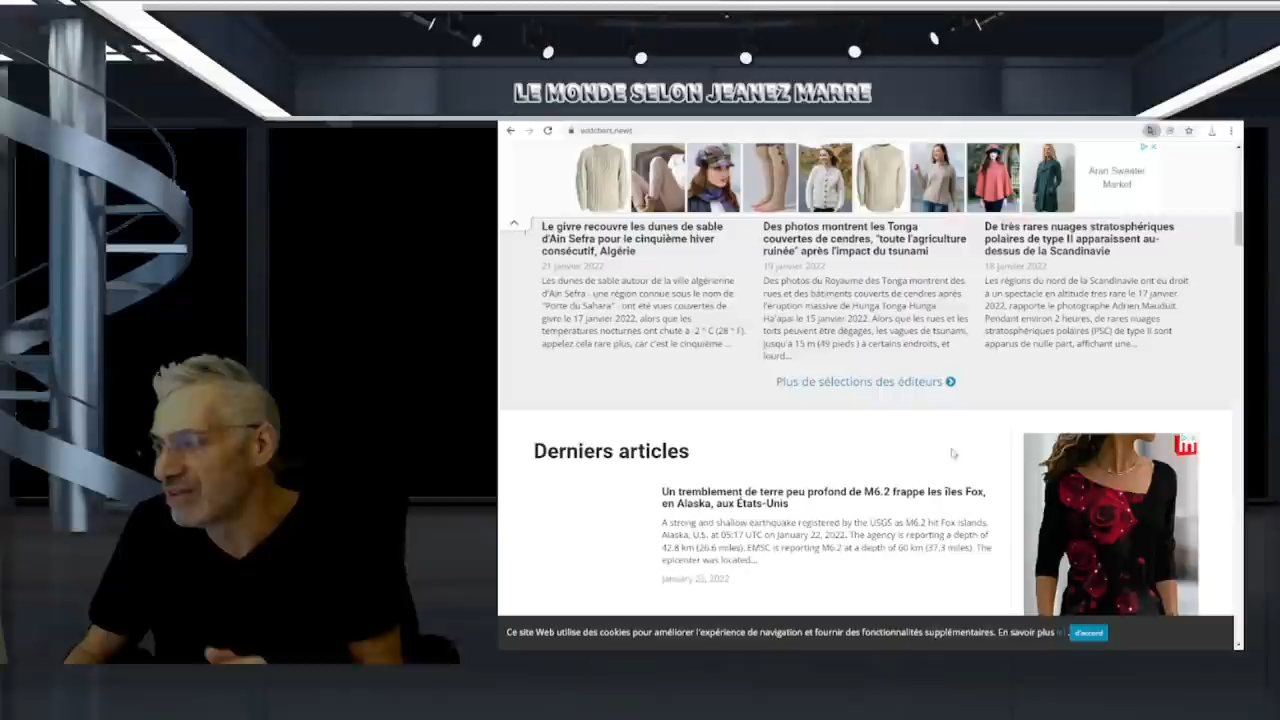 LE MONDE SELON JEANEZ MARRE
watchers.news
Aran Sweater
Market
Le givre recouvre les dunes de sable
d'Ain Sefra pour le cinquième hiver
consécutif, Algérie
21 janvier 2022
Les dunes de sable autour de la ville algérienne
d'Ain Sefra - une région connue sous le nom de
"Porte du Sahara" - ont été vues couvertes de
givre le 17 janvier 2022, alors que les
températures nocturnes ont chuté à -2 ° C (28 ° F).
appelez cela rare plus, car c'est le cinquième ...
Des photos montrent les Tonga
couvertes de cendres, "toute l'agriculture
ruinée" après l'impact du tsunami
19 janvier 2022
Des photos du Royaume des Tonga montrent des
rues et des bâtiments couverts de cendres après
l'éruption massive de Hunga Tonga-Hunga
Ha'apai le 15 janvier 2022. Alors que les rues et les
toits peuvent être dégagés, les vagues de tsunami,
jusqu'à 15 m (49 pieds ) à certains endroits, et
lourd...
De très rares nuages stratosphériques
polaires de type II apparaissent au-
dessus de la Scandinavie
18 janvier 2022
Les régions du nord de la Scandinavie ont eu droit
à un spectacle en altitude très rare le 17 janvier
2022, rapporte le photographe Adrien Mauduit.
Pendant environ 2 heures, de rares nuages
stratosphériques polaires (PSC) de type II sont
apparus de nulle part, affichant une...
Plus de sélections des éditeurs
Derniers articles
Un tremblement de terre peu profond de M6.2 frappe les îles Fox,
en Alaska, aux États-Unis
A strong and shallow earthquake registered by the USGS as M6.2 hit Fox Islands,
Alaska, U.S. at 05:17 UTC on January 22, 2022. The agency is reporting a depth of
42.8 km (26.6 miles). EMSC is reporting M6.2 at a depth of 60 km (37.3 miles). The
epicenter was located...
January 22, 2022
Ce site Web utilise des cookies pour améliorer l'expérience de navigation et fournir des fonctionnalités supplémentaires. En savoir plus ici .
d'accord